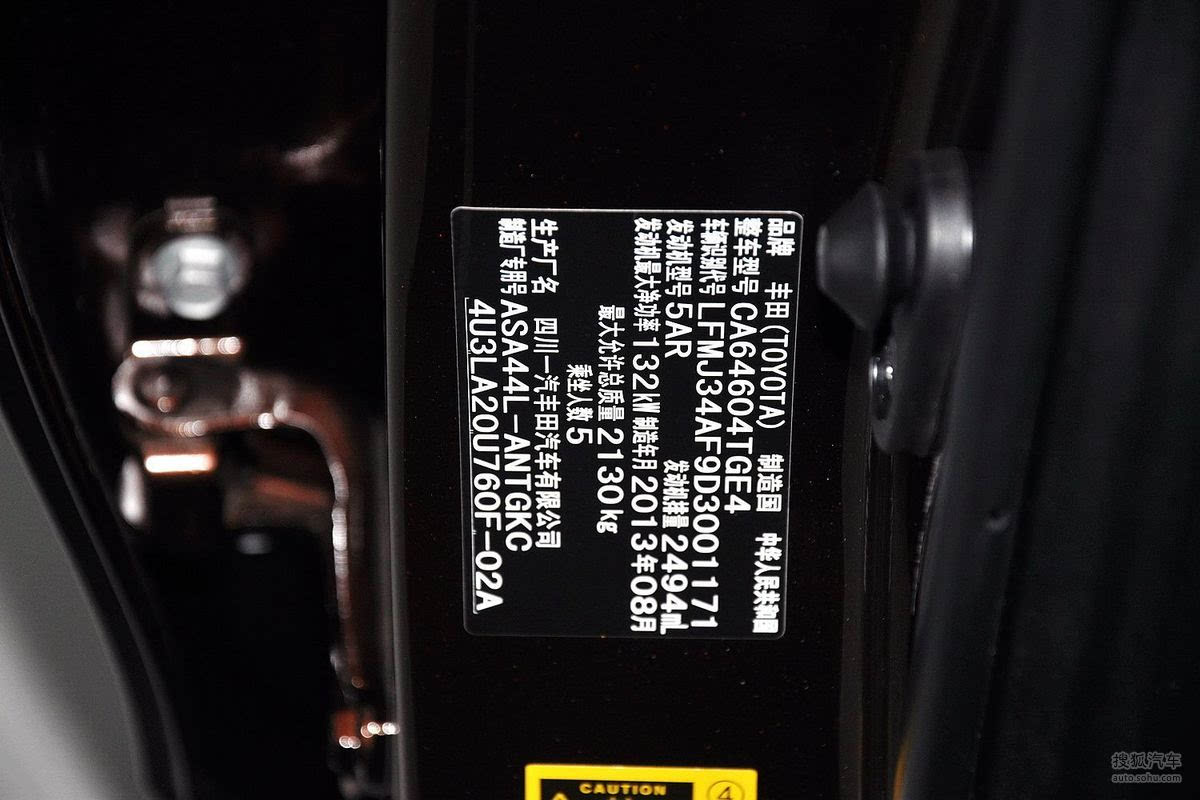 品牌 丰田(TOYOTA) 制造国 中华人民共和国
整车型号 CA64604TGE4
车辆识别代号 LFMJ34AF9D3001171
发动机型号 5AR 发动机排量 2494mL
发动机最大净功率 132kW 制造年月 2013年08月
最大允许总质量 2130kg
乘坐人数 5
生产厂名 四川一汽丰田汽车有限公司
制造厂专用号 ASA44L-ANTGKC
4U3LA20U760F-02A
CAUTION 4
搜狐汽车
auto.sohu.com